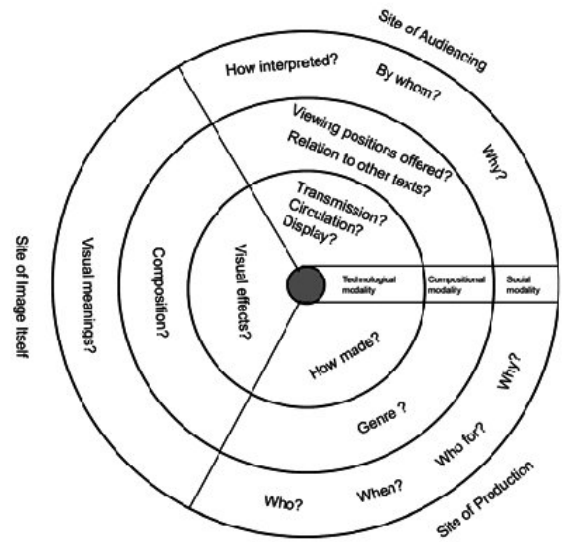 Site of Audiencing
How interpreted?
By whom?
Why?
Viewing positions offered?
Relation to other texts?
Transmission?
Circulation?
Display?
Site of Image Itself
Visual meanings?
Composition?
Visual effects?
Technological
modality
Compositional
modality
Social
modality
How made?
Genre ?
Who?
When?
Who for?
Why?
Site of Production